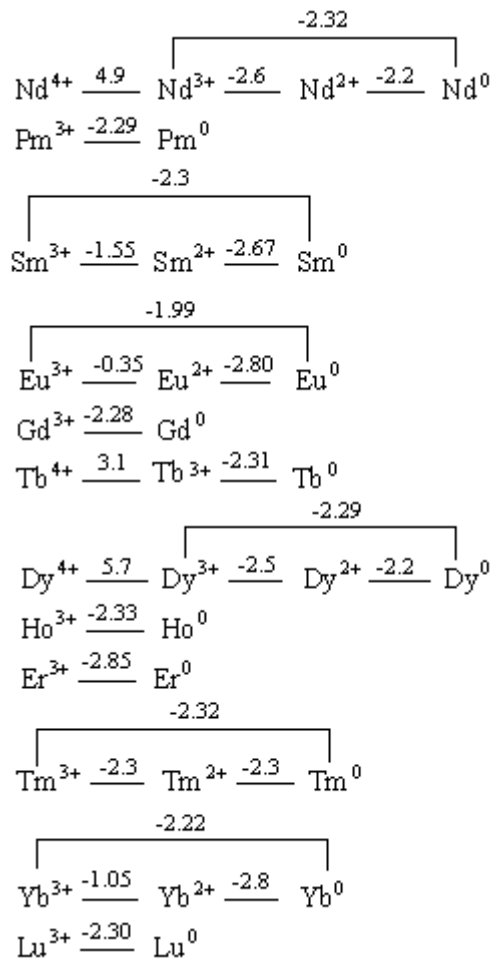 -2.32
Nd4+ 4.9 Nd3+ -2.6 Nd2+ -2.2 Nd0
Pm3+ -2.29 Pm0
-2.3
Sm3+ -1.55 Sm2+ -2.67 Sm0
-1.99
Eu3+ -0.35 Eu2+ -2.80 Eu0
Gd3+ -2.28 Gd0
Tb4+ 3.1 Tb3+ -2.31 Tb0
-2.29
Dy4+ 5.7 Dy3+ -2.5 Dy2+ -2.2 Dy0
Ho3+ -2.33 Ho0
Er3+ -2.85 Er0
-2.32
Tm3+ -2.3 Tm2+ -2.3 Tm0
-2.22
Yb3+ -1.05 Yb2+ -2.8 Yb0
Lu3+ -2.30 Lu0